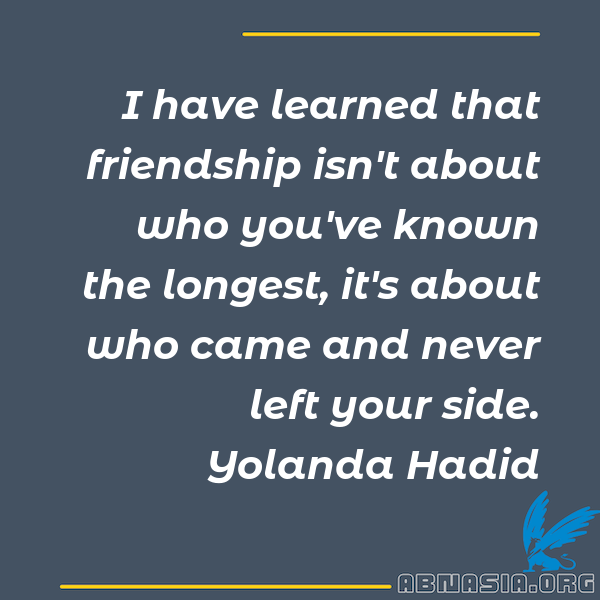 I have learned that
friendship isn't about
who you've known
the longest, it's about
who came and never
left your side.
Yolanda Hadid
ABNASIA.ORG